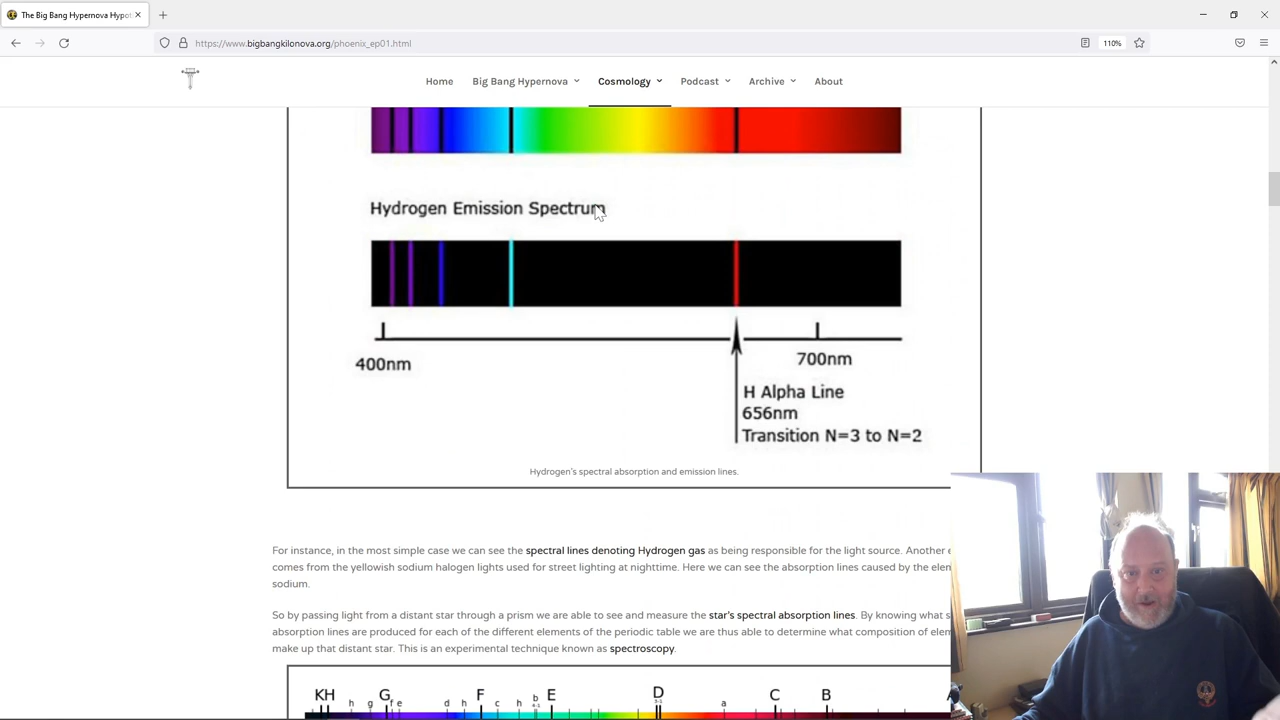 The Big Bang Hypernova Hypot
https://www.bigbangkilonova.org/phoenix_ep01.html
110%
Home Big Bang Hypernova Cosmology Podcast Archive About
Hydrogen Emission Spectrum
400nm
700nm
H Alpha Line
656nm
Transition N=3 to N=2
Hydrogen's spectral absorption and emission lines.
For instance, in the most simple case we can see the spectral lines denoting Hydrogen gas as being responsible for the light source. Another e
comes from the yellowish sodium halogen lights used for street lighting at nighttime. Here we can see the absorption lines caused by the elem
sodium.
So by passing light from a distant star through a prism we are able to see and measure the star's spectral absorption lines. By knowing what s
absorption lines are produced for each of the different elements of the periodic table we are thus able to determine what composition of elem
make up that distant star. This is an experimental technique known as spectroscopy.
KH G F E D C B
h g f e d h c h b a